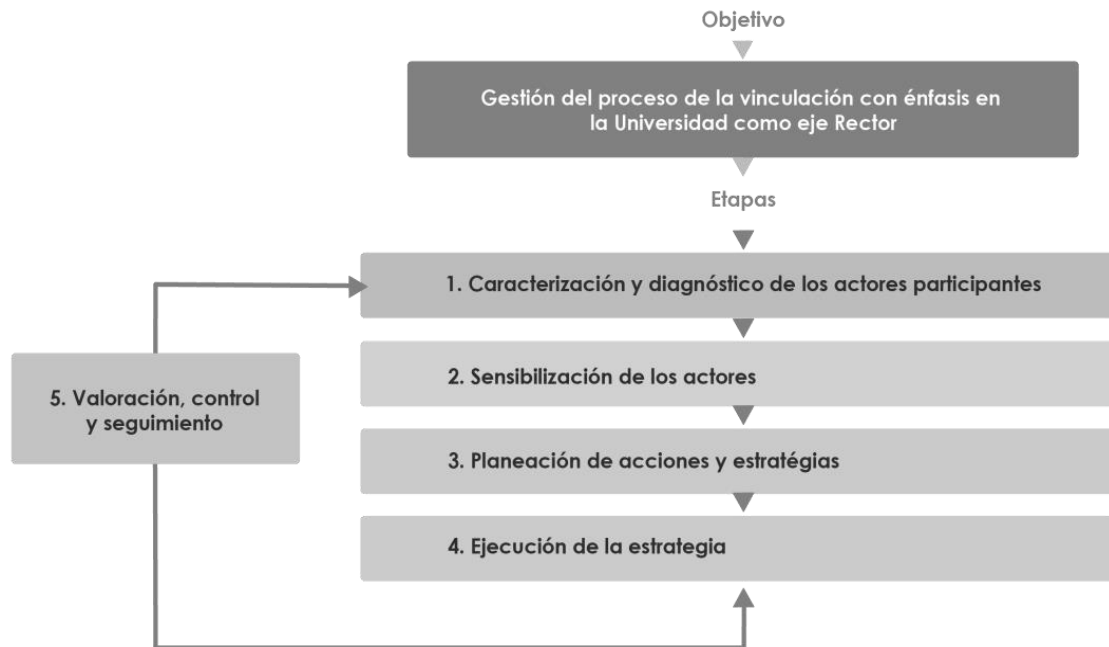 Objetivo
Gestión del proceso de la vinculación con énfasis en
la Universidad como eje Rector
Etapas
1. Caracterización y diagnóstico de los actores participantes
2. Sensibilización de los actores
3. Planeación de acciones y estratégias
4. Ejecución de la estrategia
5. Valoración, control
y seguimiento